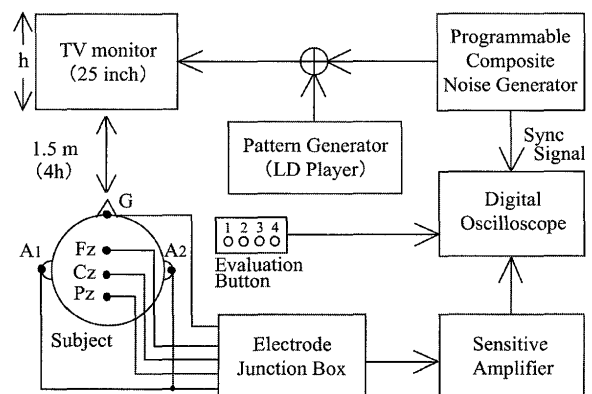 h
TV monitor
(25 inch)
Programmable
Composite
Noise Generator
Pattern Generator
(LD Player)
Sync
Signal
1.5 m
(4h)
Digital
Oscilloscope
G
1 2 3 4
Evaluation
Button
A1
Fz
A2
Cz
Pz
Subject
Electrode
Junction Box
Sensitive
Amplifier